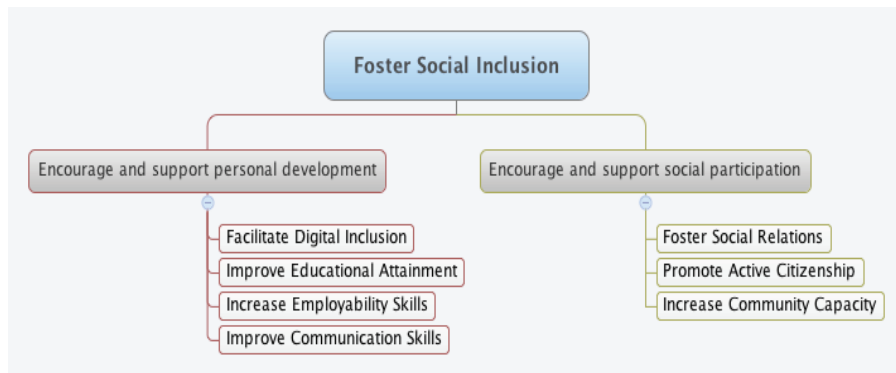 Foster Social Inclusion
Encourage and support personal development
Facilitate Digital Inclusion
Improve Educational Attainment
Increase Employability Skills
Improve Communication Skills
Encourage and support social participation
Foster Social Relations
Promote Active Citizenship
Increase Community Capacity